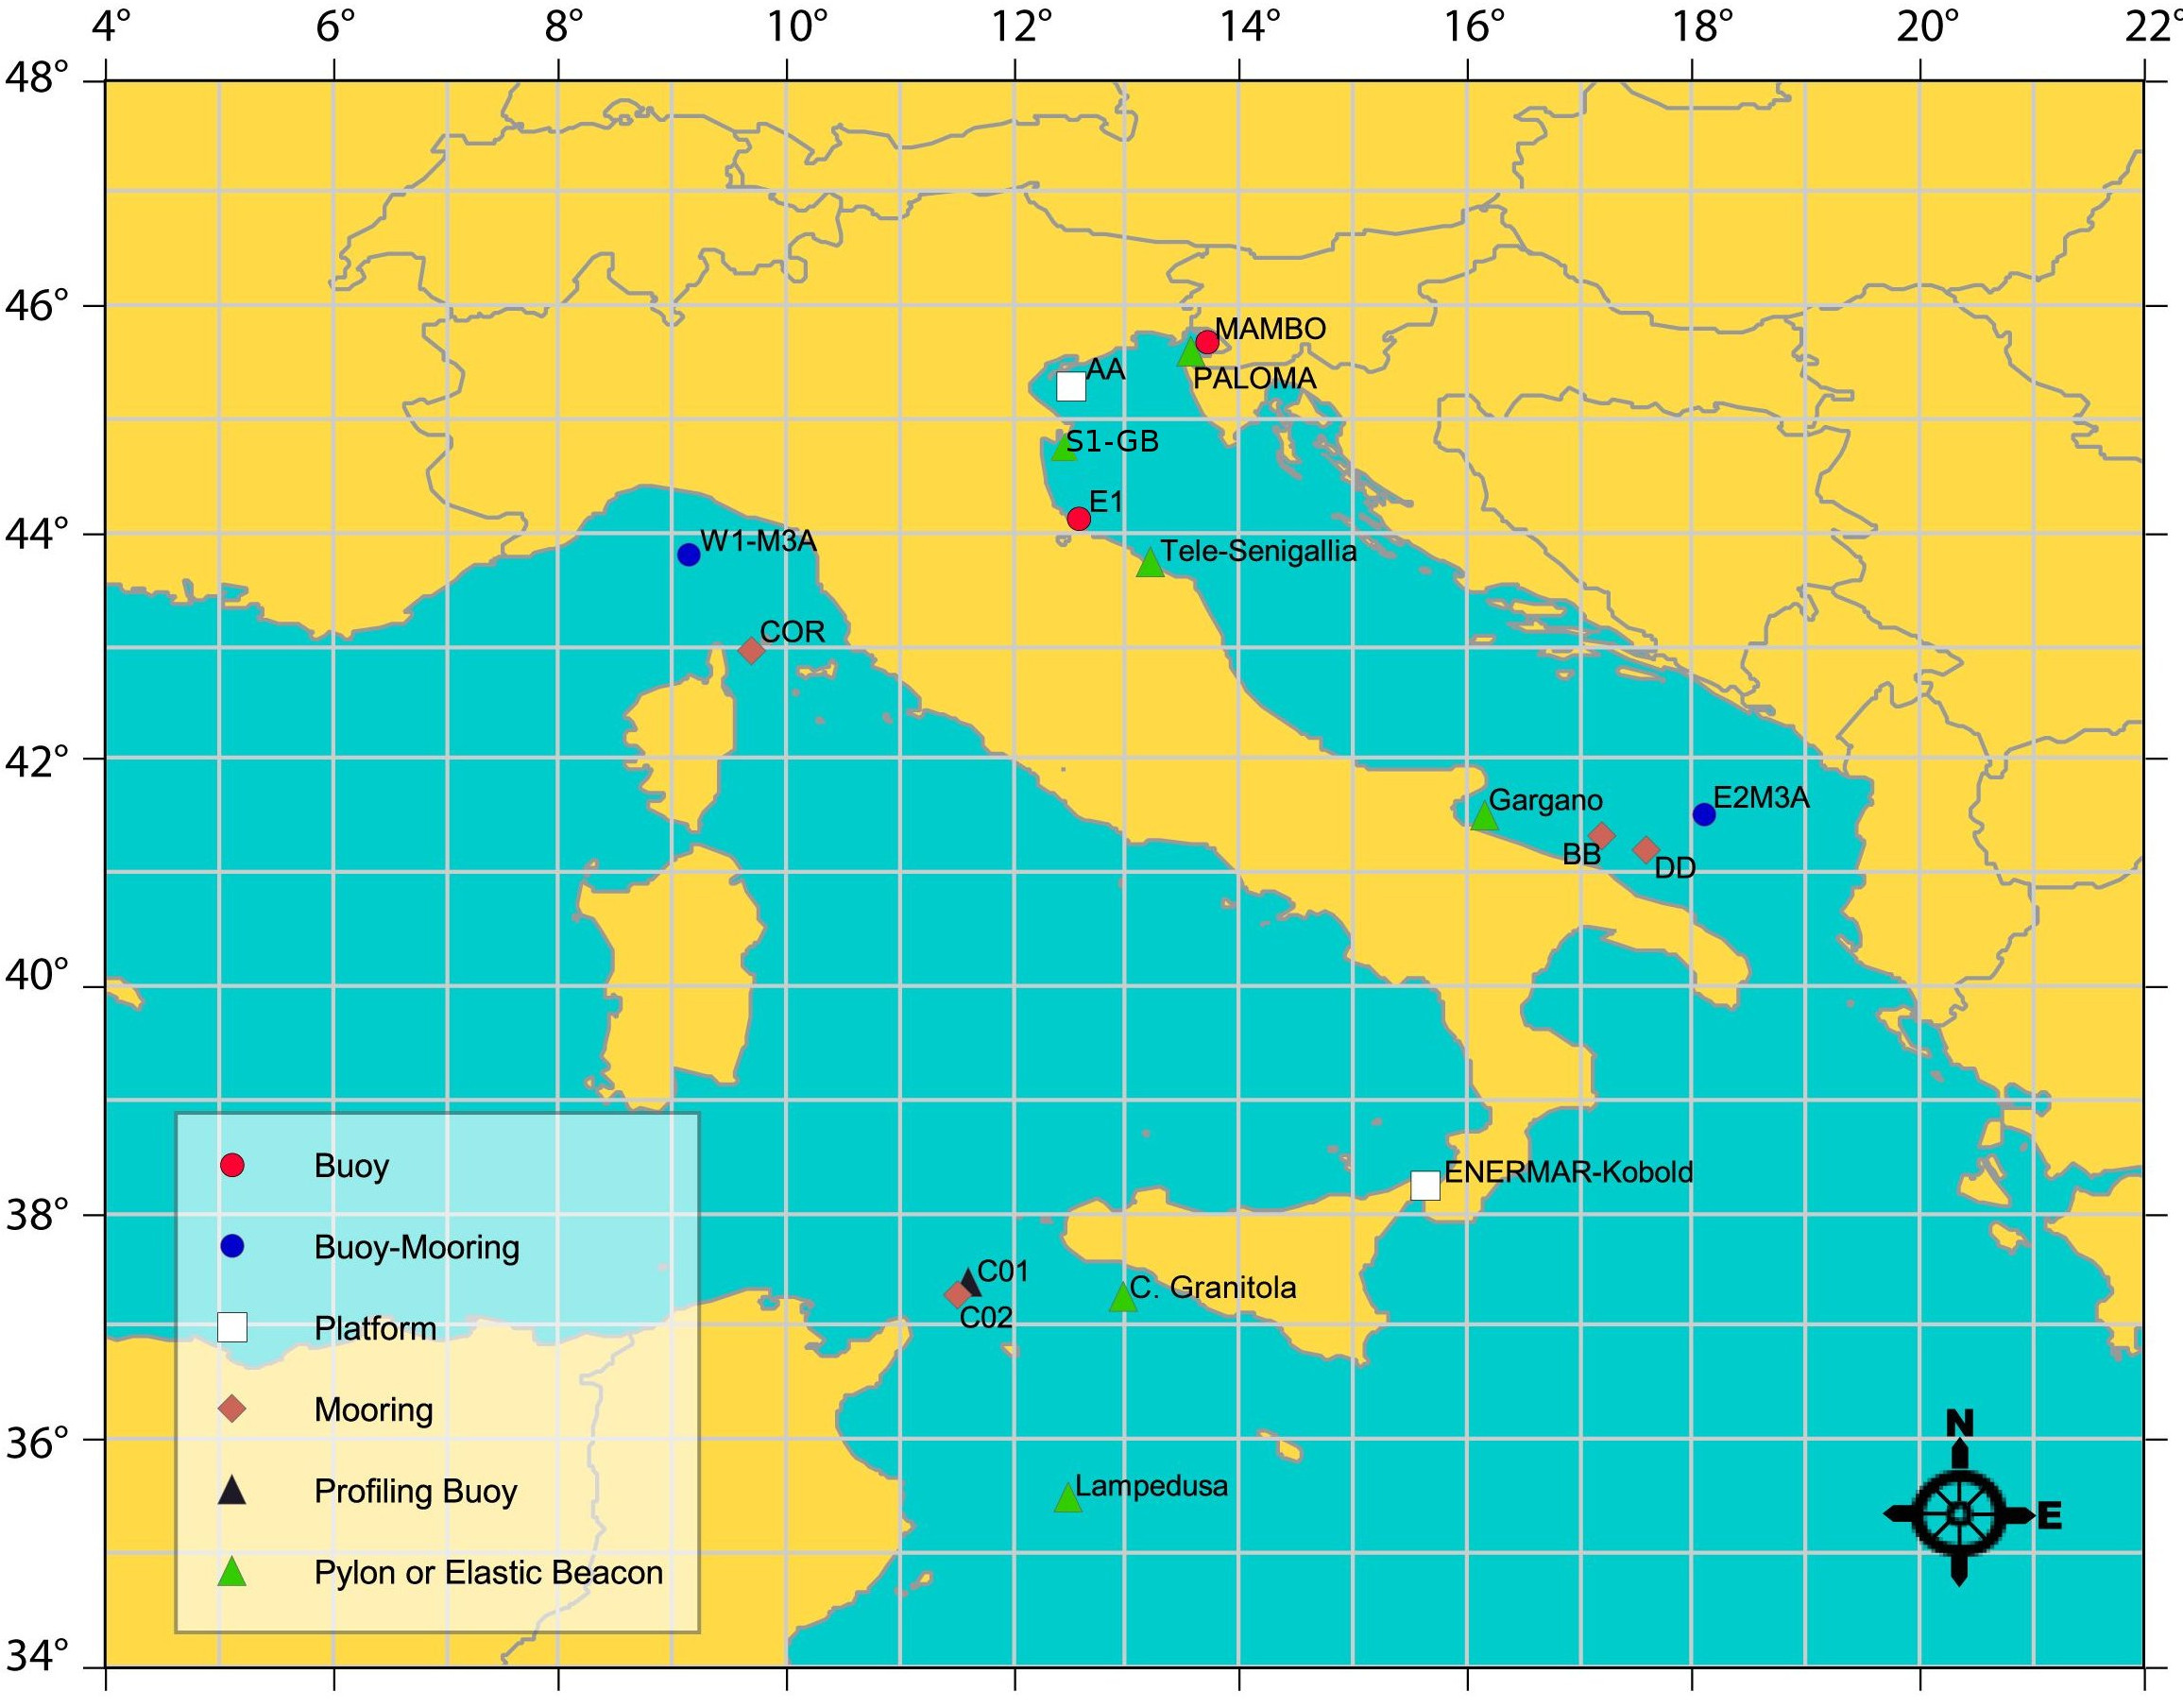 4° 6° 8° 10° 12° 14° 16° 18° 20° 22°
48°
46°
44°
42°
40°
38°
36°
34°
MAMBO
AA
PALOMA
S1-GB
E1
W1-M3A
Tele-Senigallia
COR
Gargano
E2M3A
BB
DD
ENERMAR-Kobold
C01
C. Granitola
C02
Lampedusa
Buoy
Buoy-Mooring
Platform
Mooring
Profiling Buoy
Pylon or Elastic Beacon
N
E